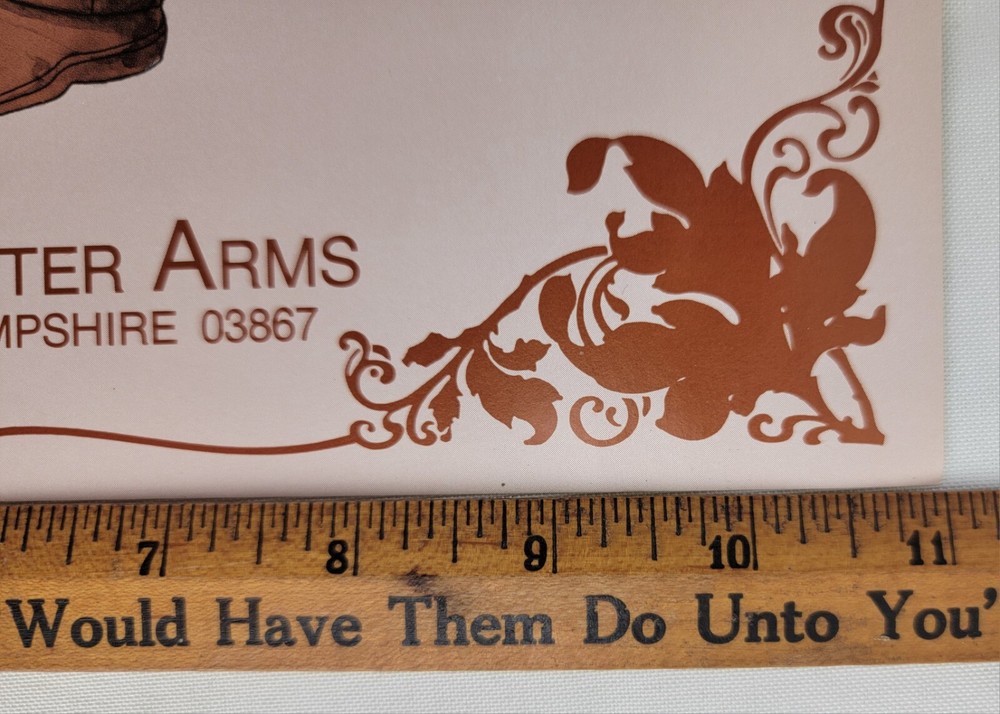 TER ARMS
MPSHIRE 03867
7 8 9 10 11
Would Have Them Do Unto You'